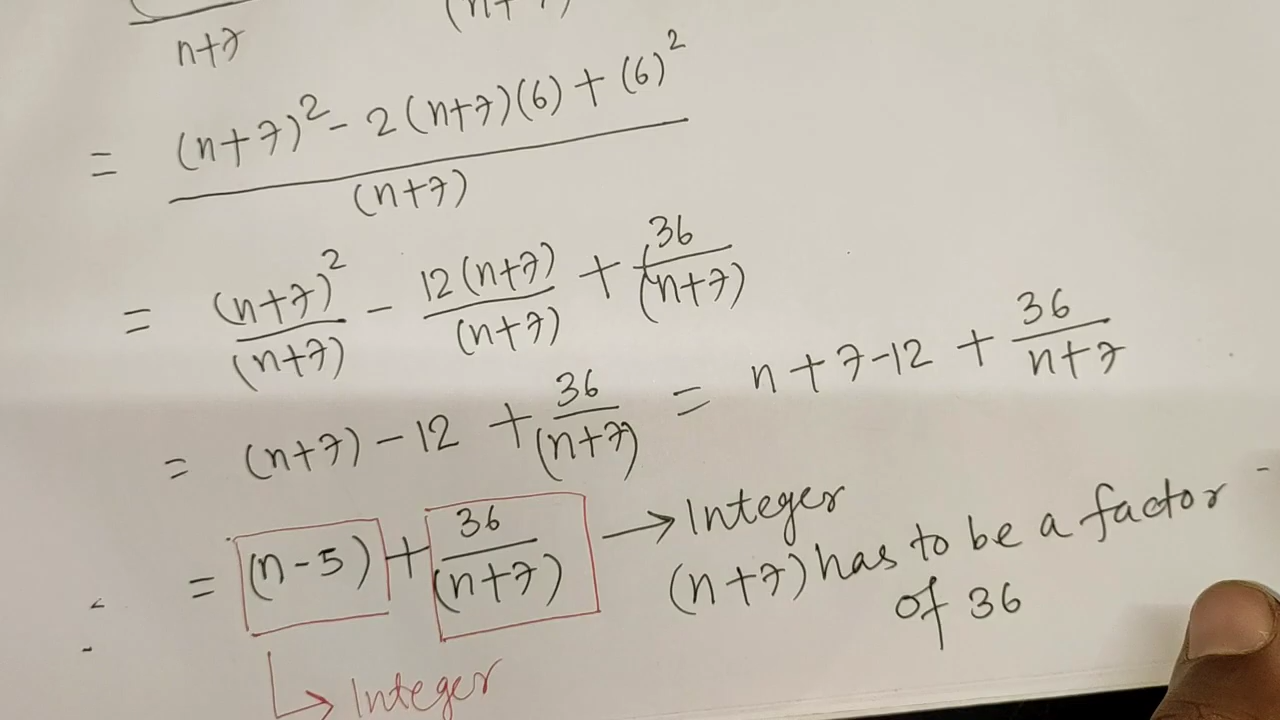 n+7
= (n+7)² - 2(n+7)(6) + (6)²
(n+7)
= (n+7)²/(n+7) - 12(n+7)/(n+7) + 36/(n+7)
= (n+7) - 12 + 36/(n+7) = n+7-12 + 36/n+7
= (n-5) + 36/(n+7) → Integer
(n+7) has to be a factor
of 36
↳ Integer